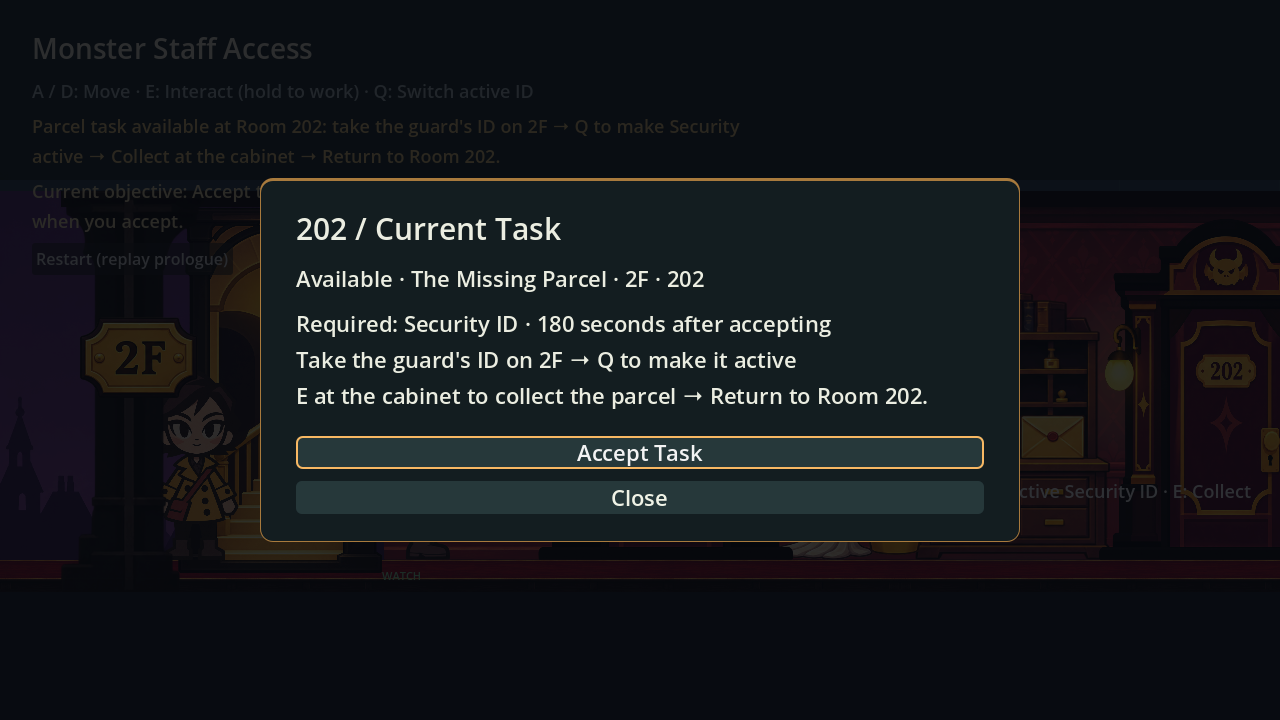 Monster Staff Access
A / D: Move · E: Interact (hold to work) · Q: Switch active ID
Parcel task available at Room 202: take the guard's ID on 2F → Q to make Security
active → Collect at the cabinet → Return to Room 202.
Current objective: Accept
when you accept.
Restart (replay prologue)
2F
202
202 / Current Task
Available · The Missing Parcel · 2F · 202
Required: Security ID · 180 seconds after accepting
Take the guard's ID on 2F → Q to make it active
E at the cabinet to collect the parcel → Return to Room 202.
Accept Task
Close
Security ID · E: Collect
WATCH